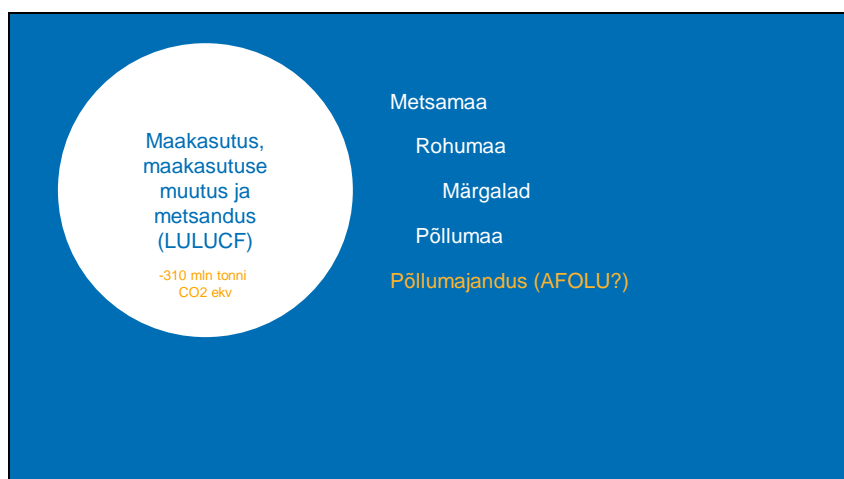 Maakasutus,
maakasutuse
muutus ja
metsandus
(LULUCF)
-310 mln tonni
CO2 ekv
Metsamaa
Rohumaa
Märgalad
Põllumaa
Põllumajandus (AFOLU?)